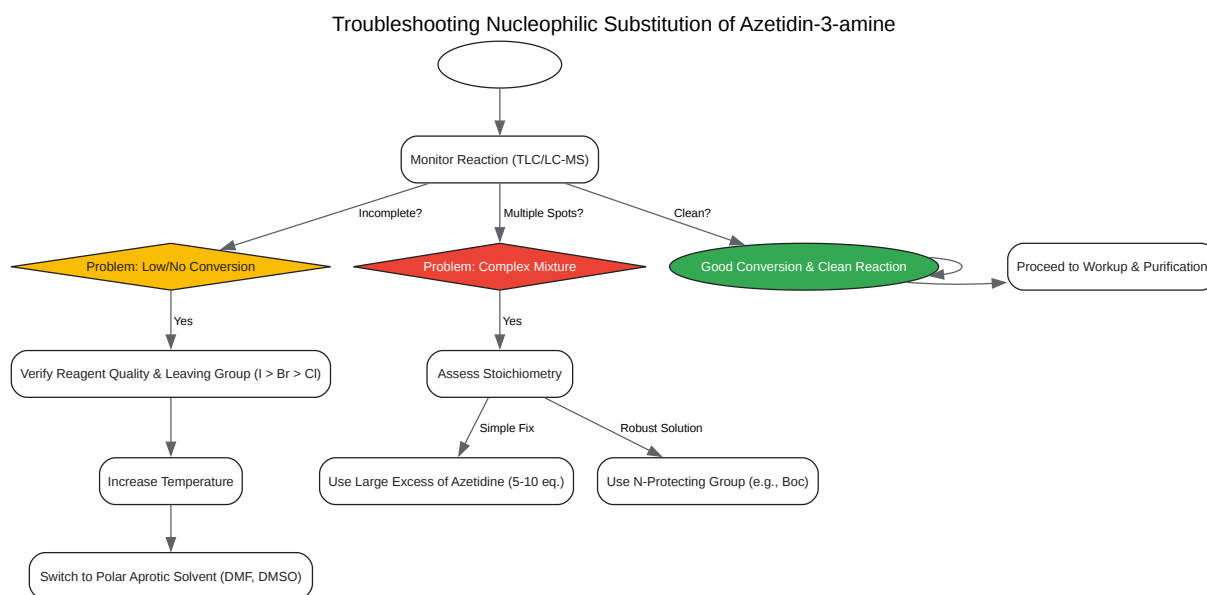 Troubleshooting Nucleophilic Substitution of Azetidin-3-amine
Monitor Reaction (TLC/LC-MS)
Incomplete?
Multiple Spots?
Clean?
Problem: Low/No Conversion
Problem: Complex Mixture
Good Conversion & Clean Reaction
Proceed to Workup & Purification
Yes
Yes
Verify Reagent Quality & Leaving Group (I > Br > Cl)
Assess Stoichiometry
Simple Fix
Robust Solution
Increase Temperature
Use Large Excess of Azetidine (5-10 eq.)
Use N-Protecting Group (e.g., Boc)
Switch to Polar Aprotic Solvent (DMF, DMSO)